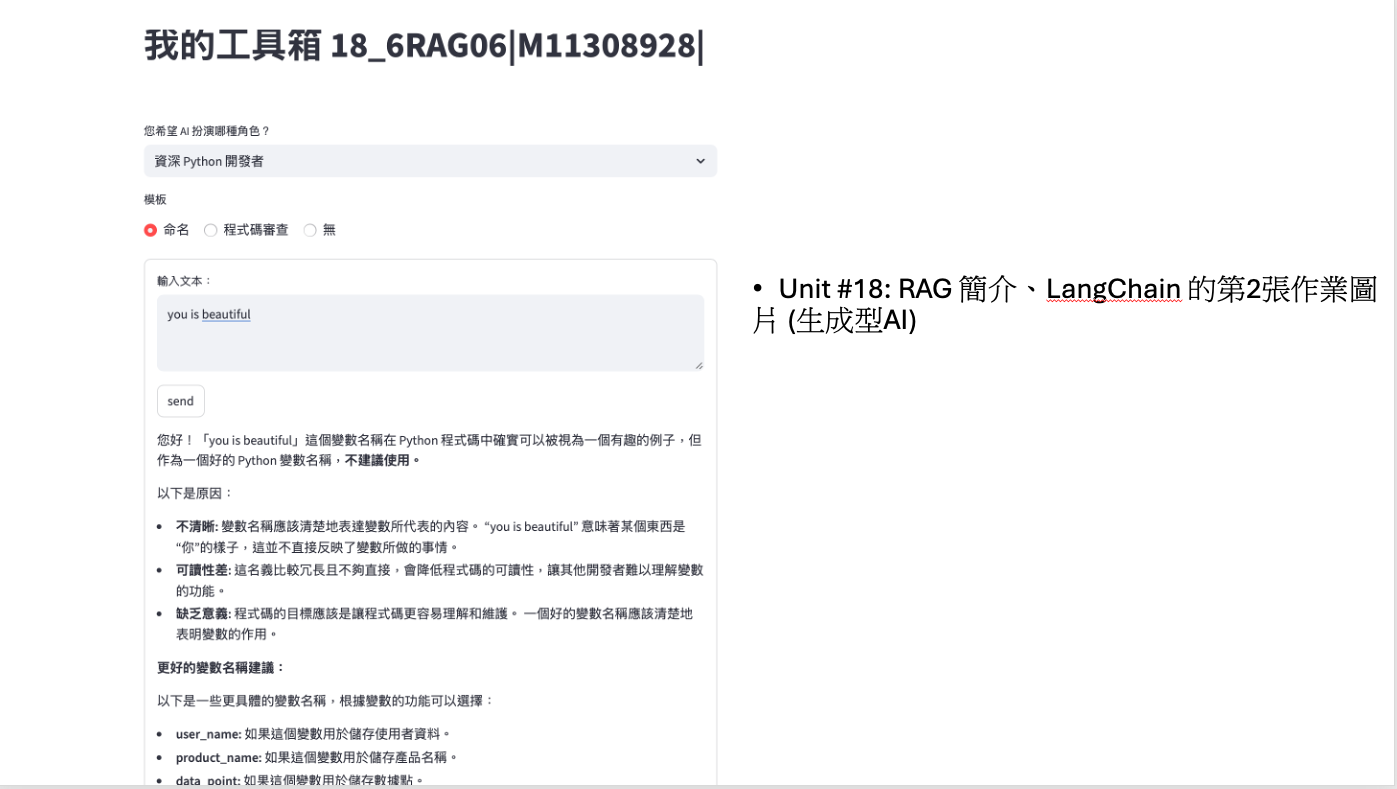 我的工具箱 18_6RAG06|M11308928|
您希望 AI 扮演哪種角色？
資深 Python 開發者
模板
命名 程式碼審查 無
輸入文本：
you is beautiful
send
您好！「you is beautiful」這個變數名稱在 Python 程式碼中確實可以被視為一個有趣的例子，但
作為一個好的 Python 變數名稱，不建議使用。
以下是原因：
• 不清晰: 變數名稱應該清楚地表達變數所代表的內容。 “you is beautiful” 意味著某個東西是
“你”的樣子，這並不直接反映了變數所做的事情。
• 可讀性差: 這名義比較冗長且不夠直接，會降低程式碼的可讀性，讓其他開發者難以理解變數
的功能。
• 缺乏意義: 程式碼的目標應該是讓程式碼更容易理解和維護。 一個好的變數名稱應該清楚地
表明變數的作用。
更好的變數名稱建議：
以下是一些更具體的變數名稱，根據變數的功能可以選擇：
• user_name: 如果這個變數用於儲存使用者資料。
• product_name: 如果這個變數用於儲存產品名稱。
• data_point: 如果這個變數用於儲存數據點。
• Unit #18: RAG 簡介、LangChain 的第2張作業圖
片 (生成型AI)